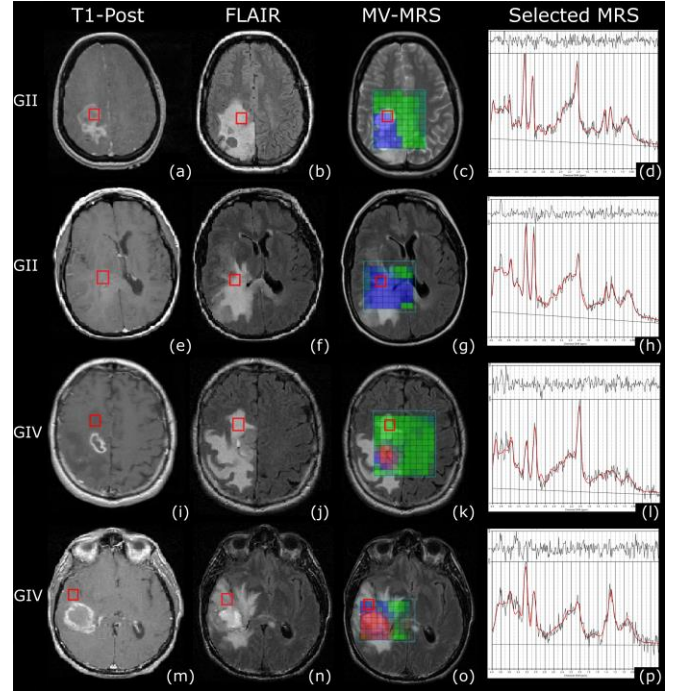 T1-Post FLAIR MV-MRS Selected MRS
GII
(a) (b) (c) (d)
GII
(e) (f) (g) (h)
GIV
(i) (j) (k) (l)
GIV
(m) (n) (o) (p)